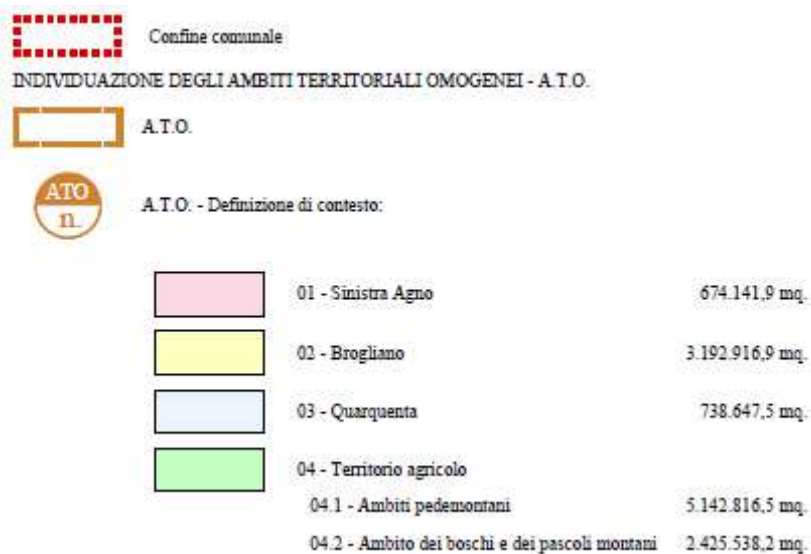 Confine comunale
INDIVIDUAZIONE DEGLI AMBITI TERRITORIALI OMOGENEI - A.T.O.
A.T.O.
ATO
n.
A.T.O. - Definizione di contesto:
01 - Sinistra Agno 674.141,9 mq.
02 - Brogliano 3.192.916,9 mq.
03 - Quarquenta 738.647,5 mq.
04 - Territorio agricolo
04.1 - Ambiti pedemontani 5.142.816,5 mq.
04.2 - Ambito dei boschi e dei pascoli montani 2.425.538,2 mq.